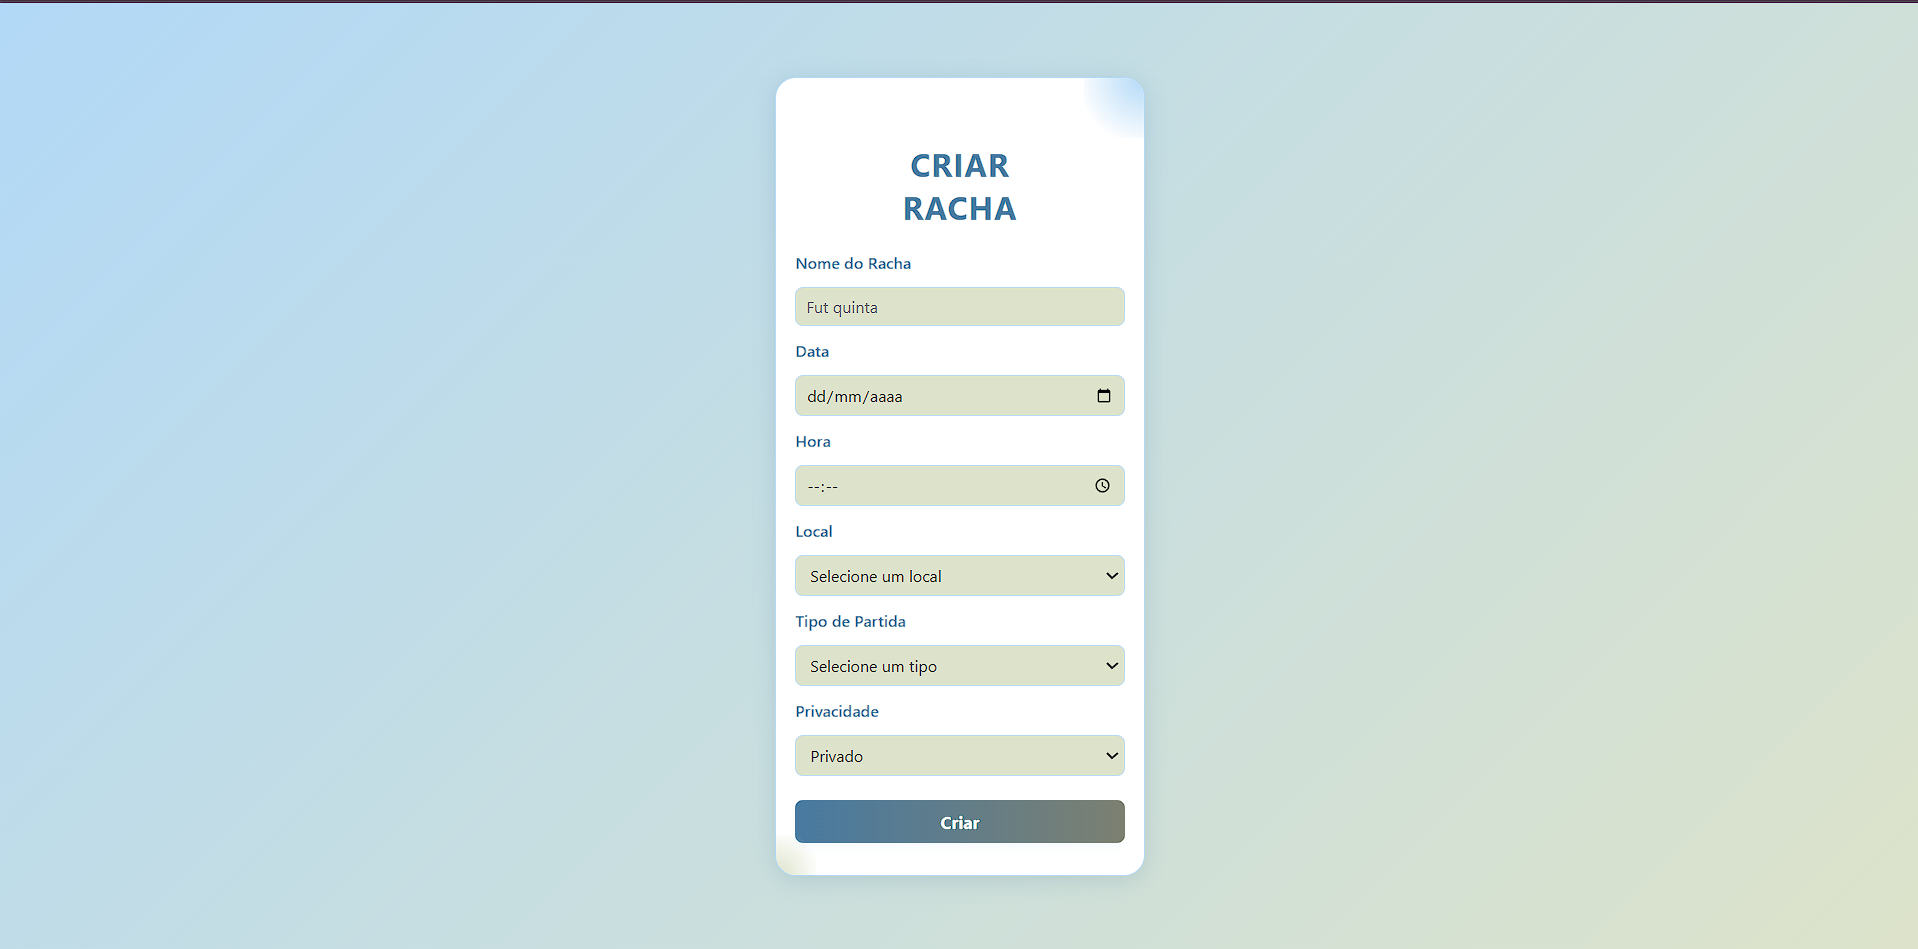 CRIAR
RACHA
Nome do Racha
Fut quinta
Data
dd/mm/aaaa
Hora
--:--
Local
Selecione um local
Tipo de Partida
Selecione um tipo
Privacidade
Privado
Criar